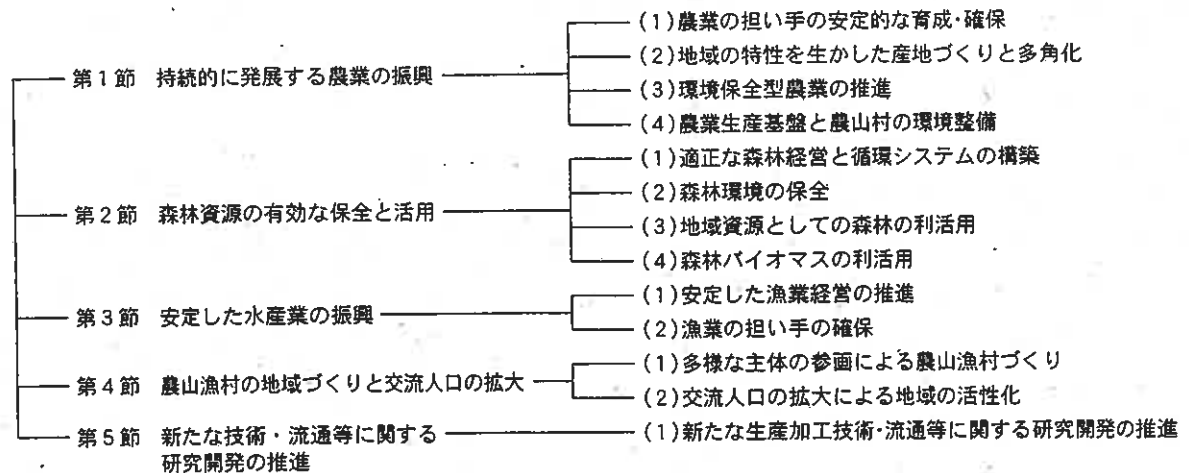 第1節 持続的に発展する農業の振興
(1)農業の担い手の安定的な育成・確保
(2)地域の特性を生かした産地づくりと多角化
(3)環境保全型農業の推進
(4)農業生産基盤と農山村の環境整備
第2節 森林資源の有効な保全と活用
(1)適正な森林経営と循環システムの構築
(2)森林環境の保全
(3)地域資源としての森林の利活用
(4)森林バイオマスの利活用
第3節 安定した水産業の振興
(1)安定した漁業経営の推進
(2)漁業の担い手の確保
第4節 農山漁村の地域づくりと交流人口の拡大
(1)多様な主体の参画による農山漁村づくり
(2)交流人口の拡大による地域の活性化
第5節 新たな技術・流通等に関する
研究開発の推進
(1)新たな生産加工技術・流通等に関する研究開発の推進